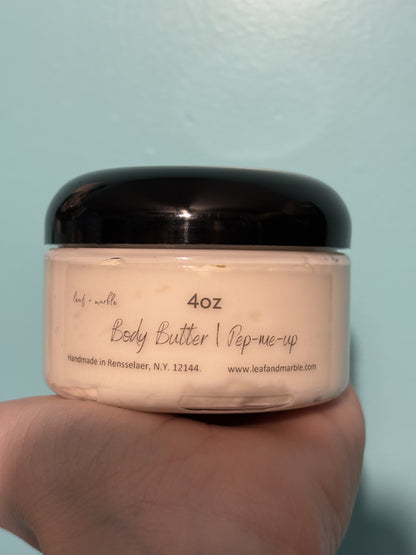 leaf + marble
4oz
Body Butter | Pep-me-up
Handmade in Rensselaer, N.Y. 12144. www.leafandmarble.com